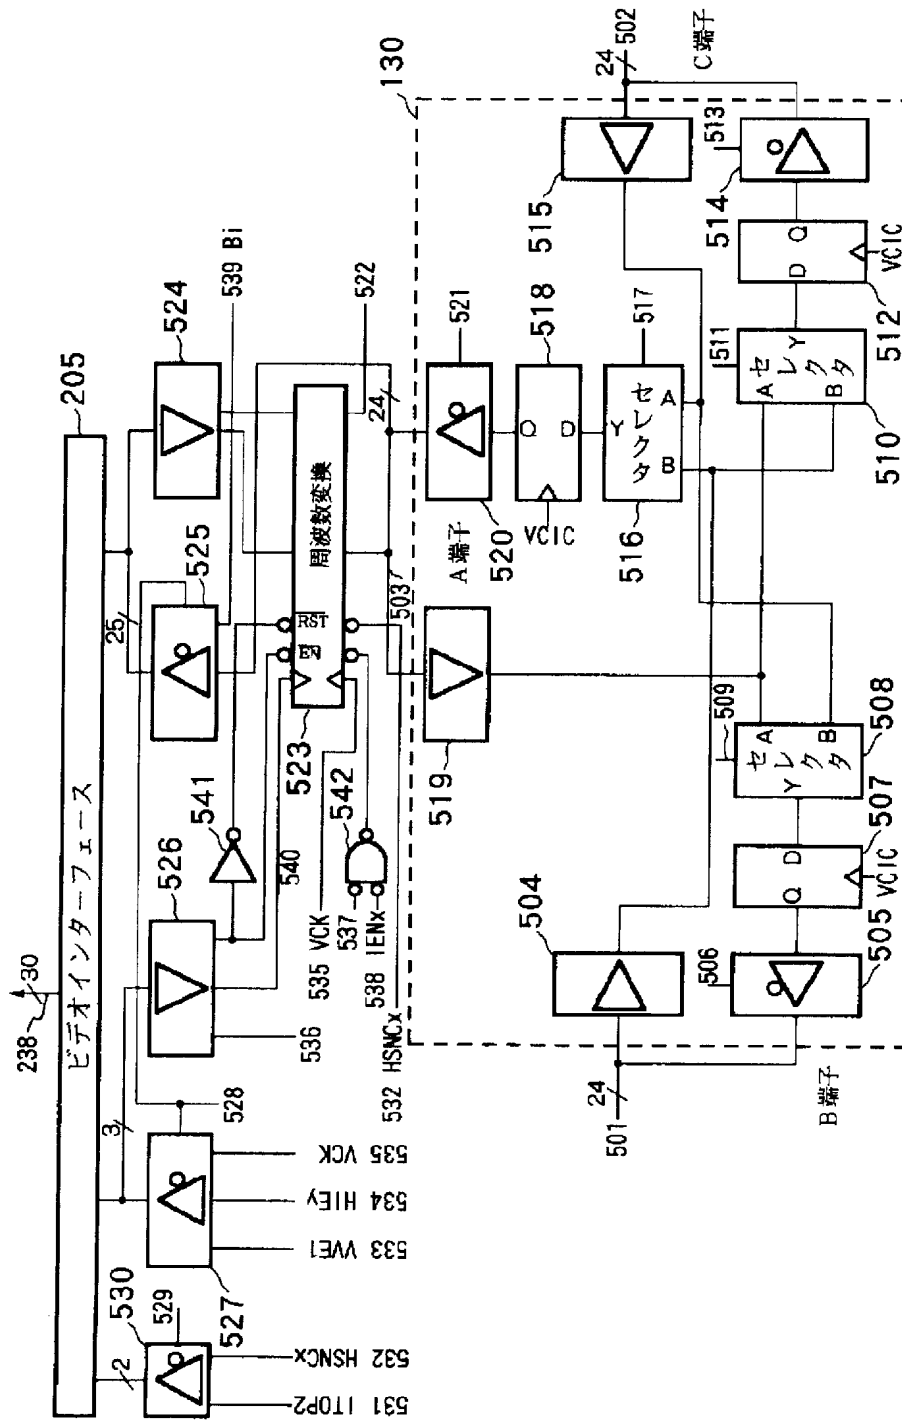 238
30
ビデオインターフェース
205
2
530
529
531 ITOP2
532 HSNCx
3
527
528
533 VVE1
534 HIEy
535 VCK
526
536
541
540
25
525
524
539 Bi
周波数変換
RST
EN
523
522
535 VCK
537
538 IENx
542
532 HSNCx
503
24
130
519
A端子
520
521
518
Q
D
VCIC
516
セレクタ
Y
A
B
517
515
24
502
C端子
513
514
Q
D
VCIC
512
511
セレクタ
Y
A
B
510
504
24
501
B端子
506
505
Q
D
VCIC
507
509
セレクタ
Y
A
B
508